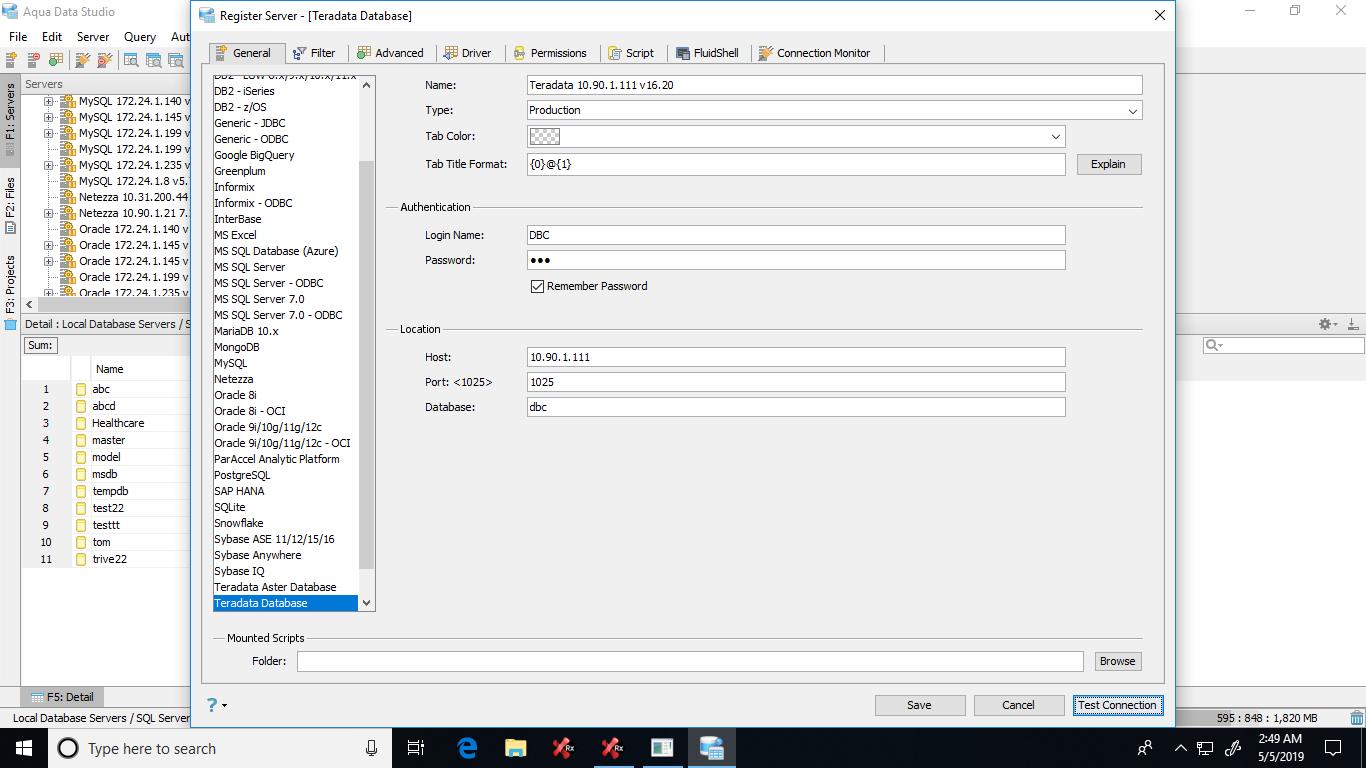 Aqua Data Studio
Register Server - [Teradata Database]
File Edit Server Query Aut
General Filter Advanced Driver Permissions Script FluidShell Connection Monitor
F1: Servers
F2: Files
F3: Projects
Servers
MySQL 172.24.1.140 v
MySQL 172.24.1.145 v
MySQL 172.24.1.199 v
MySQL 172.24.1.199 v
MySQL 172.24.1.235 v
MySQL 172.24.1.8 v5.
Netezza 10.31.200.44
Netezza 10.90.1.21 7.
Oracle 172.24.1.140 v
Oracle 172.24.1.145 v
Oracle 172.24.1.145 v
Oracle 172.24.1.199 v
Oracle 172.24.1.235 v
Detail : Local Database Servers / S
Sum:
Name
1 abc
2 abcd
3 Healthcare
4 master
5 model
6 msdb
7 tempdb
8 test22
9 testtt
10 tom
11 trive22
F5: Detail
Local Database Servers / SQL Server
DB2 - LUW 8.x/9.x/10.x/11.x
DB2 - iSeries
DB2 - z/OS
Generic - JDBC
Generic - ODBC
Google BigQuery
Greenplum
Informix
Informix - ODBC
InterBase
MS Excel
MS SQL Database (Azure)
MS SQL Server
MS SQL Server - ODBC
MS SQL Server 7.0
MS SQL Server 7.0 - ODBC
MariaDB 10.x
MongoDB
MySQL
Netezza
Oracle 8i
Oracle 8i - OCI
Oracle 9i/10g/11g/12c
Oracle 9i/10g/11g/12c - OCI
ParAccel Analytic Platform
PostgreSQL
SAP HANA
SQLite
Snowflake
Sybase ASE 11/12/15/16
Sybase Anywhere
Sybase IQ
Teradata Aster Database
Teradata Database
Name: Teradata 10.90.1.111 v16.20
Type: Production
Tab Color:
Tab Title Format: {0}@{1} Explain
Authentication
Login Name: DBC
Password: ●●●
Remember Password
Location
Host: 10.90.1.111
Port: <1025> 1025
Database: dbc
Mounted Scripts
Folder: Browse
? Save Cancel Test Connection
595 : 848 : 1,820 MB
Type here to search
Rx
Rx
2:49 AM
5/5/2019